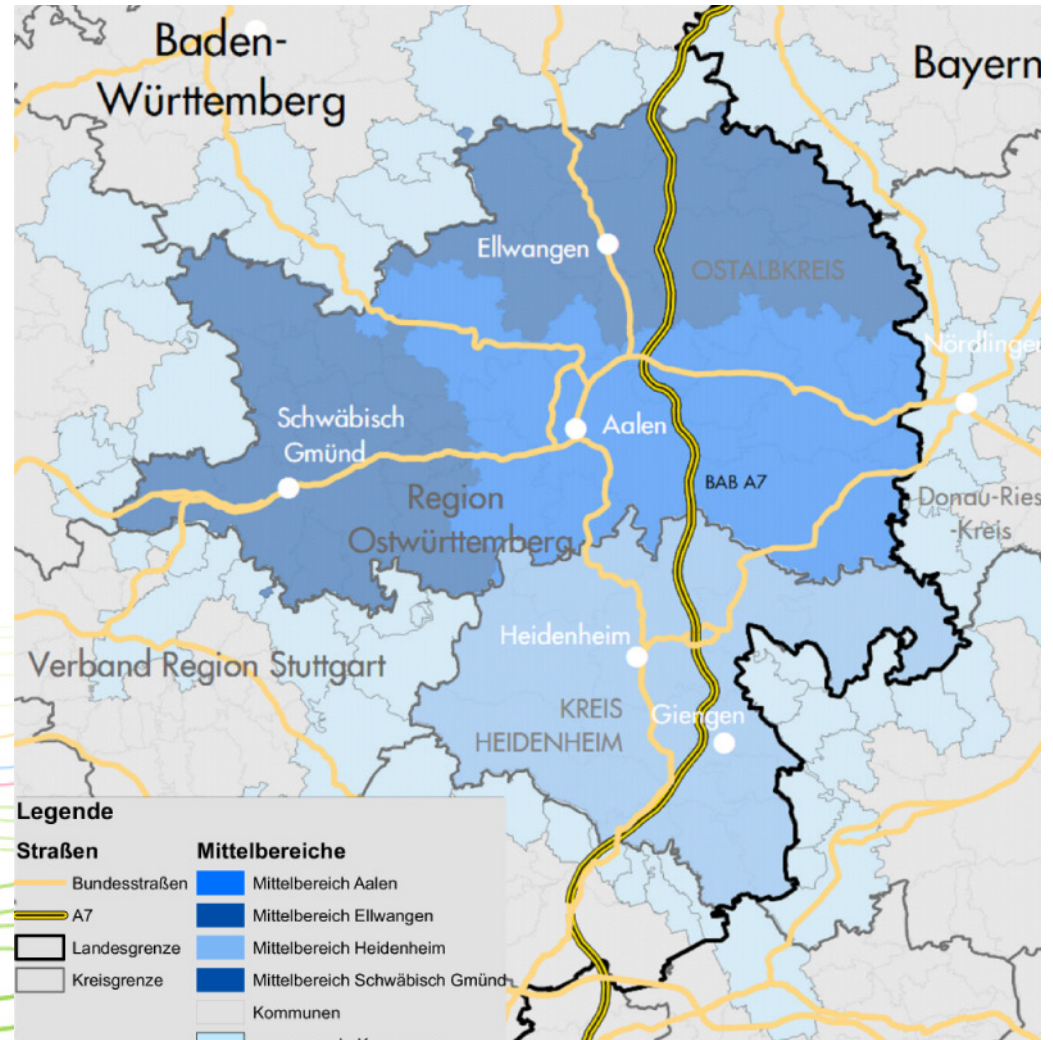 Baden-
Württemberg
Bayern
Ellwangen
OSTALBKREIS
Nördlingen
Schwäbisch
Gmünd
Aalen
BAB A7
Region
Ostwürttemberg
Donau-Ries
-Kreis
Heidenheim
Verband Region Stuttgart
KREIS
HEIDENHEIM
Giengen
Legende
Straßen
Bundesstraßen
A7
Landesgrenze
Kreisgrenze
Mittelbereiche
Mittelbereich Aalen
Mittelbereich Ellwangen
Mittelbereich Heidenheim
Mittelbereich Schwäbisch Gmünd
Kommunen